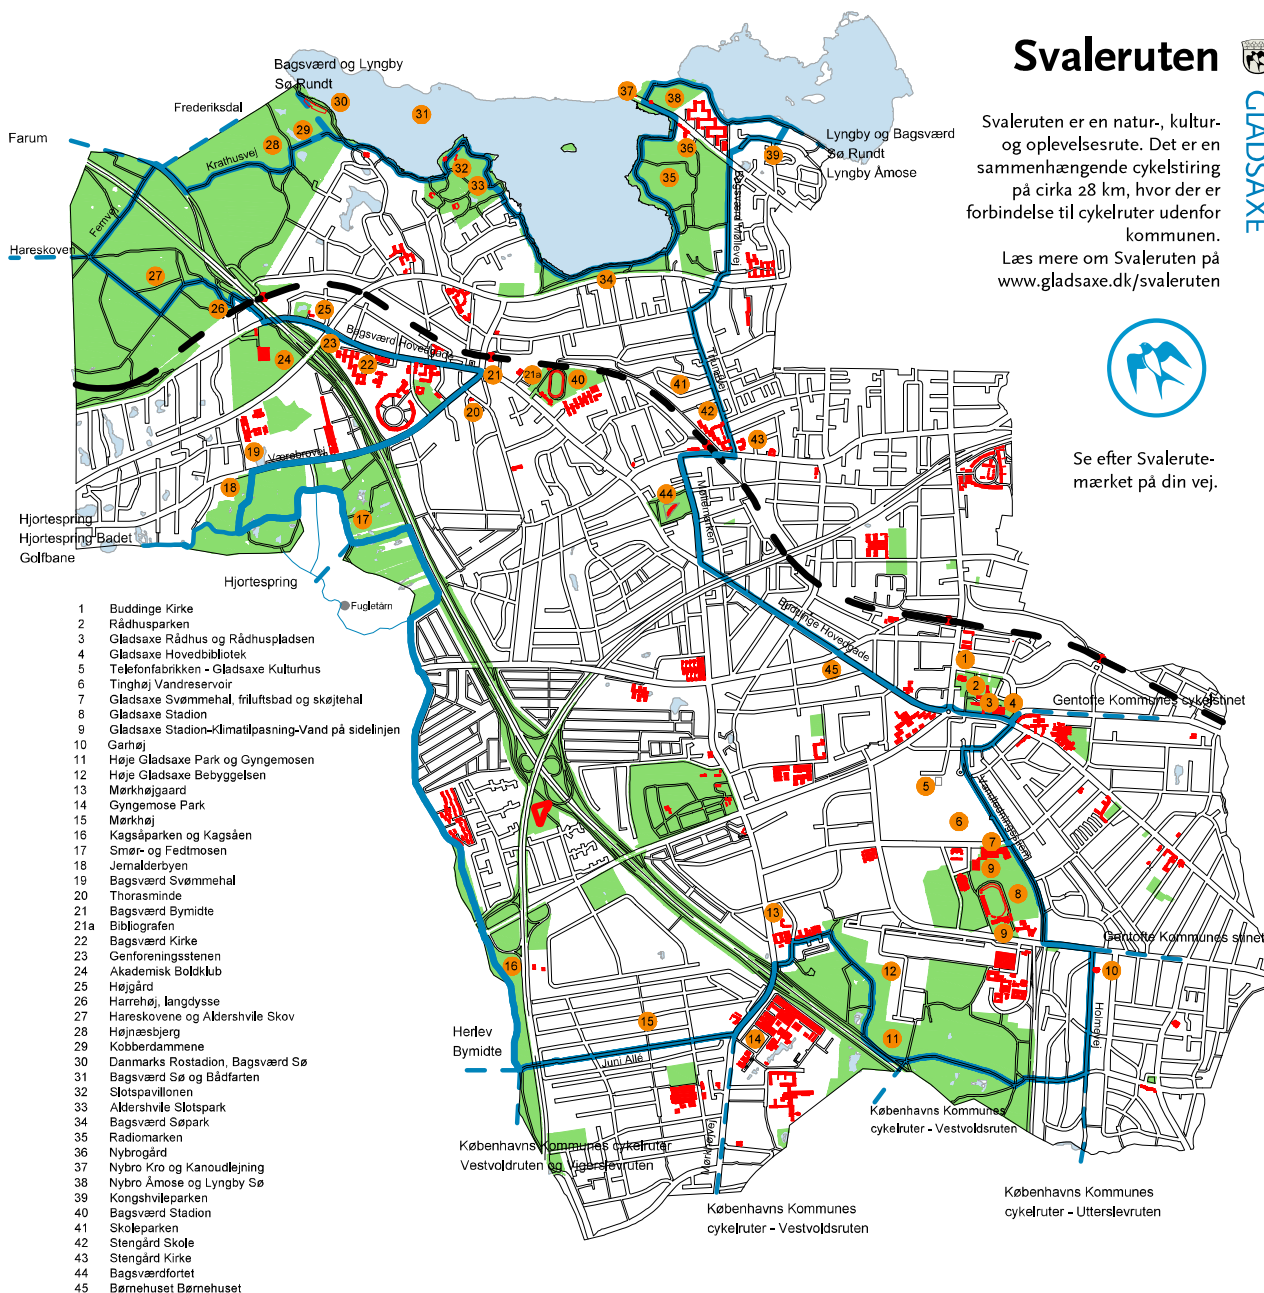 Svaleruten
GLADSAXE
Svaleruten er en natur-, kultur-
og oplevelsesrute. Det er en
sammenhængende cykelstiring
på cirka 28 km, hvor der er
forbindelse til cykelruter udenfor
kommunen.
Læs mere om Svaleruten på
www.gladsaxe.dk/svaleruten
Se efter Svalerute-
mærket på din vej.
Bagsværd og Lyngby
Sø Rundt
Frederiksdal
Farum
Hareskoven
Krathusvej
Fernvej
Lyngby og Bagsværd
Sø Rundt
Lyngby Åmose
Bagsværd Møllevej
Bagsværd Hovedgade
Værebrovej
Møllemarken
Buddinge Hovedgade
Hjortespring
Hjortespring Badet
Golfbane
Hjortespring
Fugletårn
Gentofte Kommunes cykelstinet
Gentofte Kommunes stinet
Holmevej
Juni Allé
Mørkhøjvej
Herlev
Bymidte
Københavns Kommunes cykelruter
Vestvoldruten og Vigerslevruten
Københavns Kommunes
cykelruter - Vestvoldsruten
Københavns Kommunes
cykelruter - Vestvoldsruten
Københavns Kommunes
cykelruter - Utterslevruten
1 Buddinge Kirke
2 Rådhusparken
3 Gladsaxe Rådhus og Rådhuspladsen
4 Gladsaxe Hovedbibliotek
5 Telefonfabrikken - Gladsaxe Kulturhus
6 Tinghøj Vandreservoir
7 Gladsaxe Svømmehal, friluftsbad og skøjtehal
8 Gladsaxe Stadion
9 Gladsaxe Stadion-Klimatilpasning-Vand på sidelinjen
10 Garhøj
11 Høje Gladsaxe Park og Gyngemosen
12 Høje Gladsaxe Bebyggelsen
13 Mørkhøjgaard
14 Gyngemose Park
15 Mørkhøj
16 Kagsåparken og Kagsåen
17 Smør- og Fedtmosen
18 Jernalderbyen
19 Bagsværd Svømmehal
20 Thorasminde
21 Bagsværd Bymidte
21a Bibliografen
22 Bagsværd Kirke
23 Genforeningsstenen
24 Akademisk Boldklub
25 Højgård
26 Harrehøj, langdysse
27 Hareskovene og Aldershvile Skov
28 Højnæsbjerg
29 Kobberdammene
30 Danmarks Rostadion, Bagsværd Sø
31 Bagsværd Sø og Bådfarten
32 Slotspavillonen
33 Aldershvile Slotspark
34 Bagsværd Søpark
35 Radiomarken
36 Nybrogård
37 Nybro Kro og Kanoudlejning
38 Nybro Åmose og Lyngby Sø
39 Kongshvileparken
40 Bagsværd Stadion
41 Skoleparken
42 Stengård Skole
43 Stengård Kirke
44 Bagsværdfortet
45 Børnehuset Børnehuset